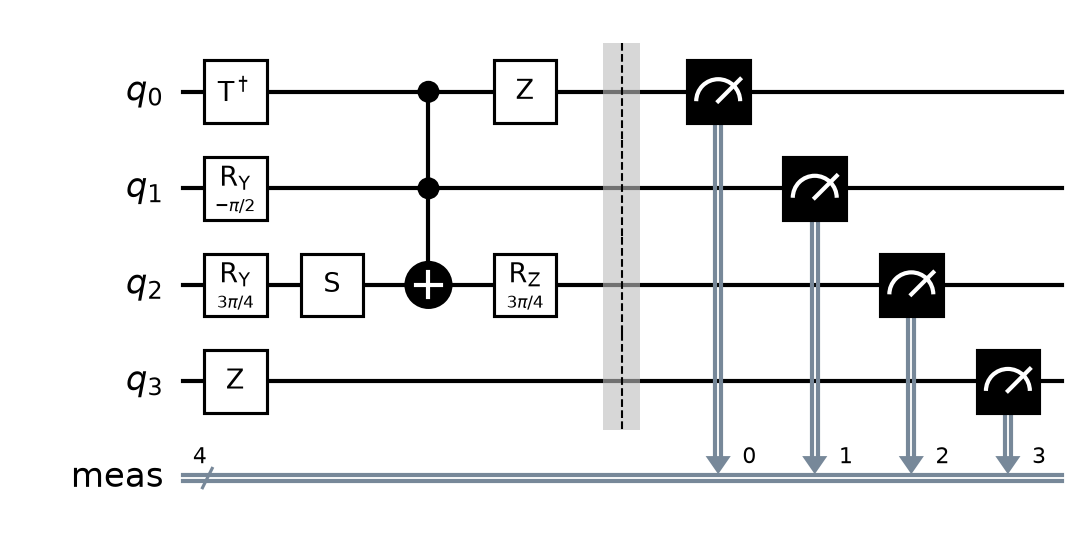 q0 T† Z
q1 RY −π/2
q2 RY 3π/4 S RZ 3π/4
q3 Z
meas 4 0 1 2 3